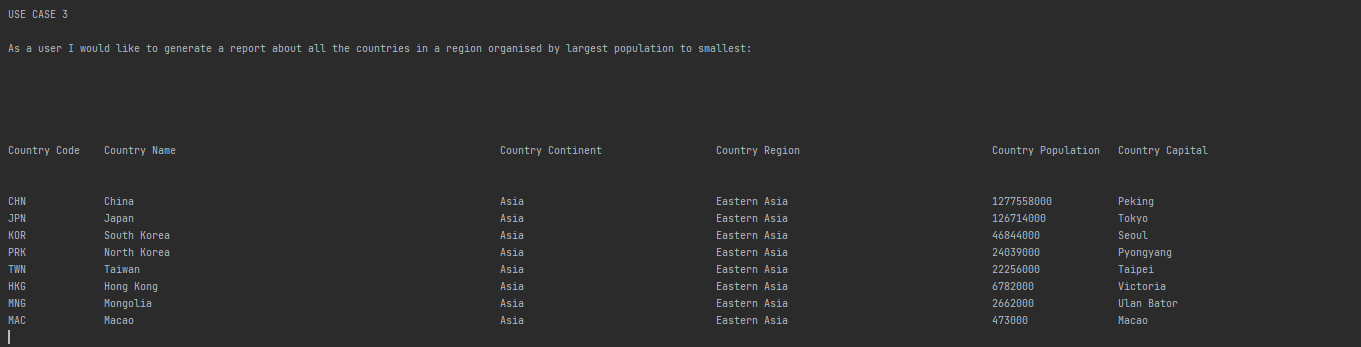 USE CASE 3
As a user I would like to generate a report about all the countries in a region organised by largest population to smallest:
Country Code Country Name Country Continent Country Region Country Population Country Capital
CHN China Asia Eastern Asia 1277558000 Peking
JPN Japan Asia Eastern Asia 126714000 Tokyo
KOR South Korea Asia Eastern Asia 46844000 Seoul
PRK North Korea Asia Eastern Asia 24039000 Pyongyang
TWN Taiwan Asia Eastern Asia 22256000 Taipei
HKG Hong Kong Asia Eastern Asia 6782000 Victoria
MNG Mongolia Asia Eastern Asia 2662000 Ulan Bator
MAC Macao Asia Eastern Asia 473000 Macao